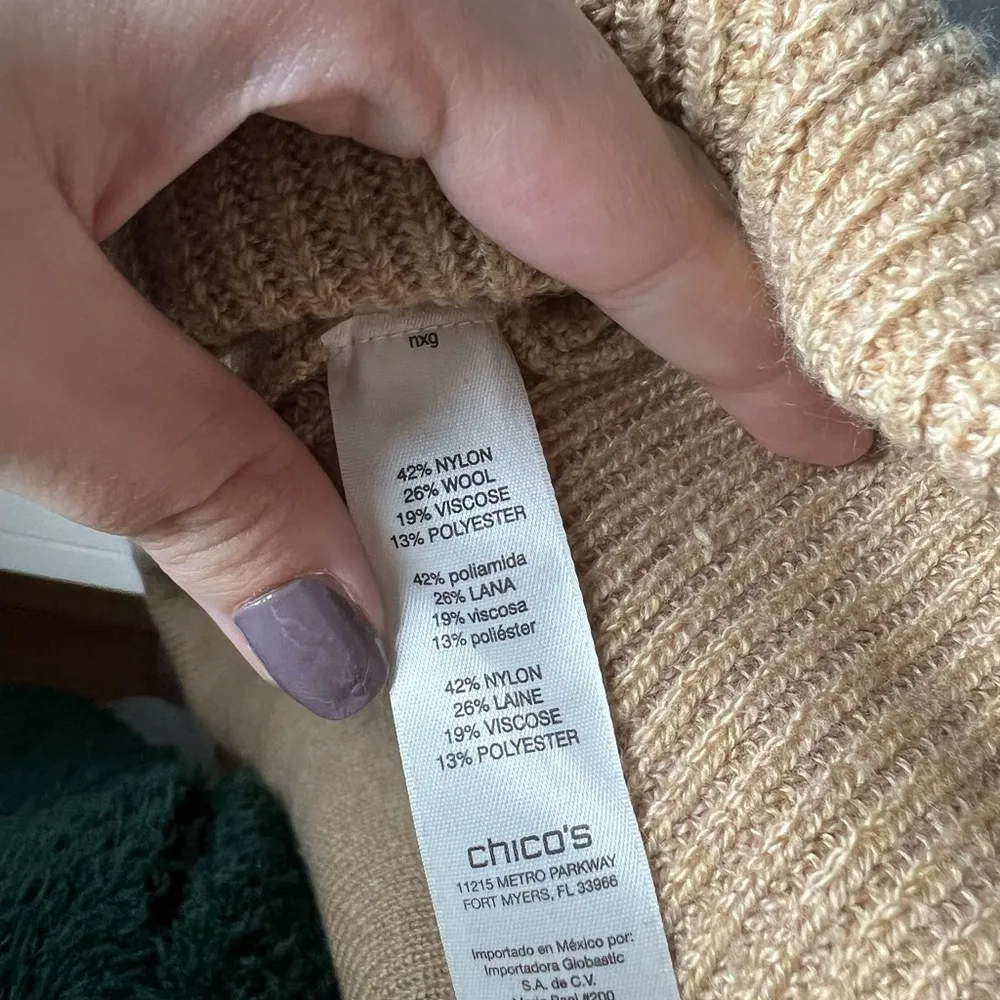 nxg
42% NYLON
26% WOOL
19% VISCOSE
13% POLYESTER
42% poliamida
26% LANA
19% viscosa
13% poliéster
42% NYLON
26% LAINE
19% VISCOSE
13% POLYESTER
chico's
11215 METRO PARKWAY
FORT MYERS, FL 33966
Importado en México por:
Importadora Globastic
S.A. de C.V.
#200